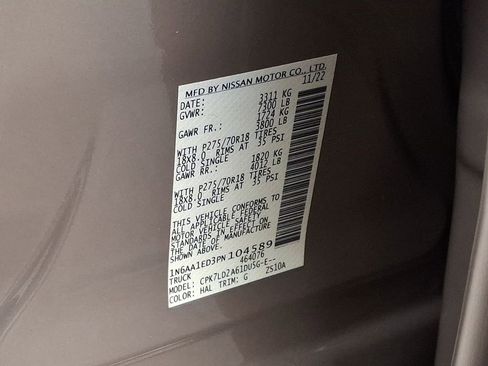 MFD BY NISSAN MOTOR CO., LTD.
DATE: 11/22
GVWR: 3311 KG
7300 LB
GAWR FR.: 1724 KG
3800 LB
WITH P275/70R18 TIRES
18X8.0 RIMS AT 35 PSI
COLD SINGLE
GAWR RR.: 1820 KG
4012 LB
WITH P275/70R18 TIRES
18X8.0 RIMS AT 35 PSI
COLD SINGLE
THIS VEHICLE CONFORMS TO
ALL APPLICABLE FEDERAL
MOTOR VEHICLE SAFETY
STANDARDS IN EFFECT ON
THE DATE OF MANUFACTURE
SHOWN ABOVE.
1N6AA1ED3PN104589
TRUCK 464076
MODEL: CPK7LD2A61DU5G-E--
COLOR: HAL TRIM: G ZS10A